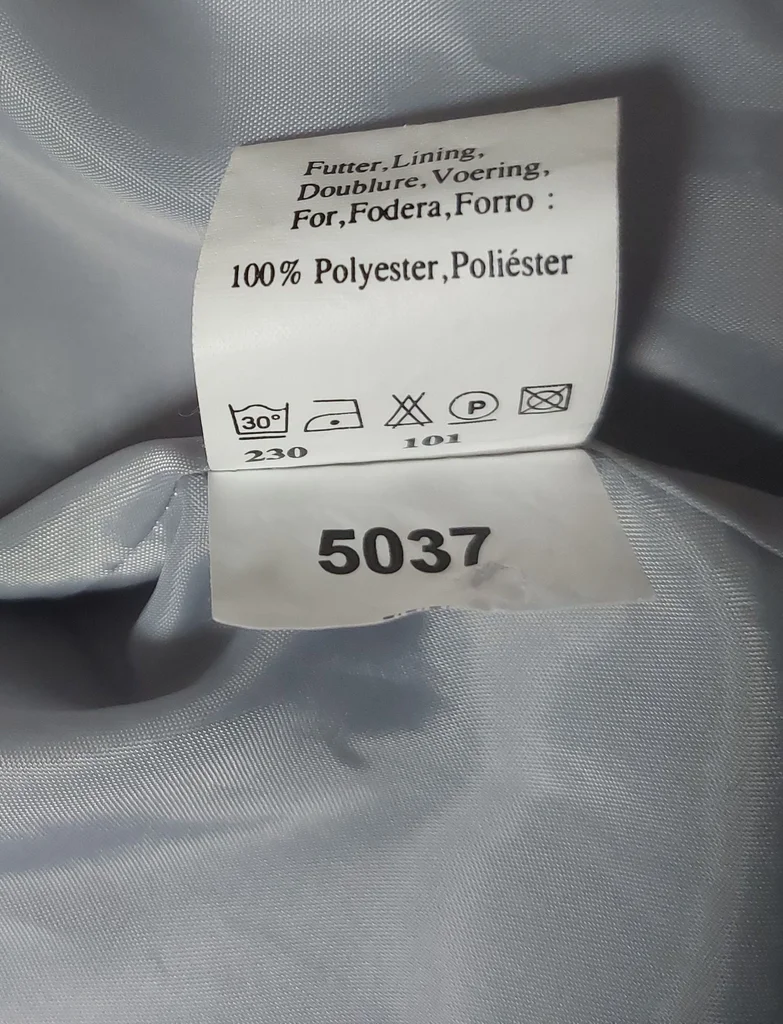 Futter,Lining,
Doublure,Voering,
For,Fodera,Forro :
100% Polyester,Poliéster
30° P
230 101
5037